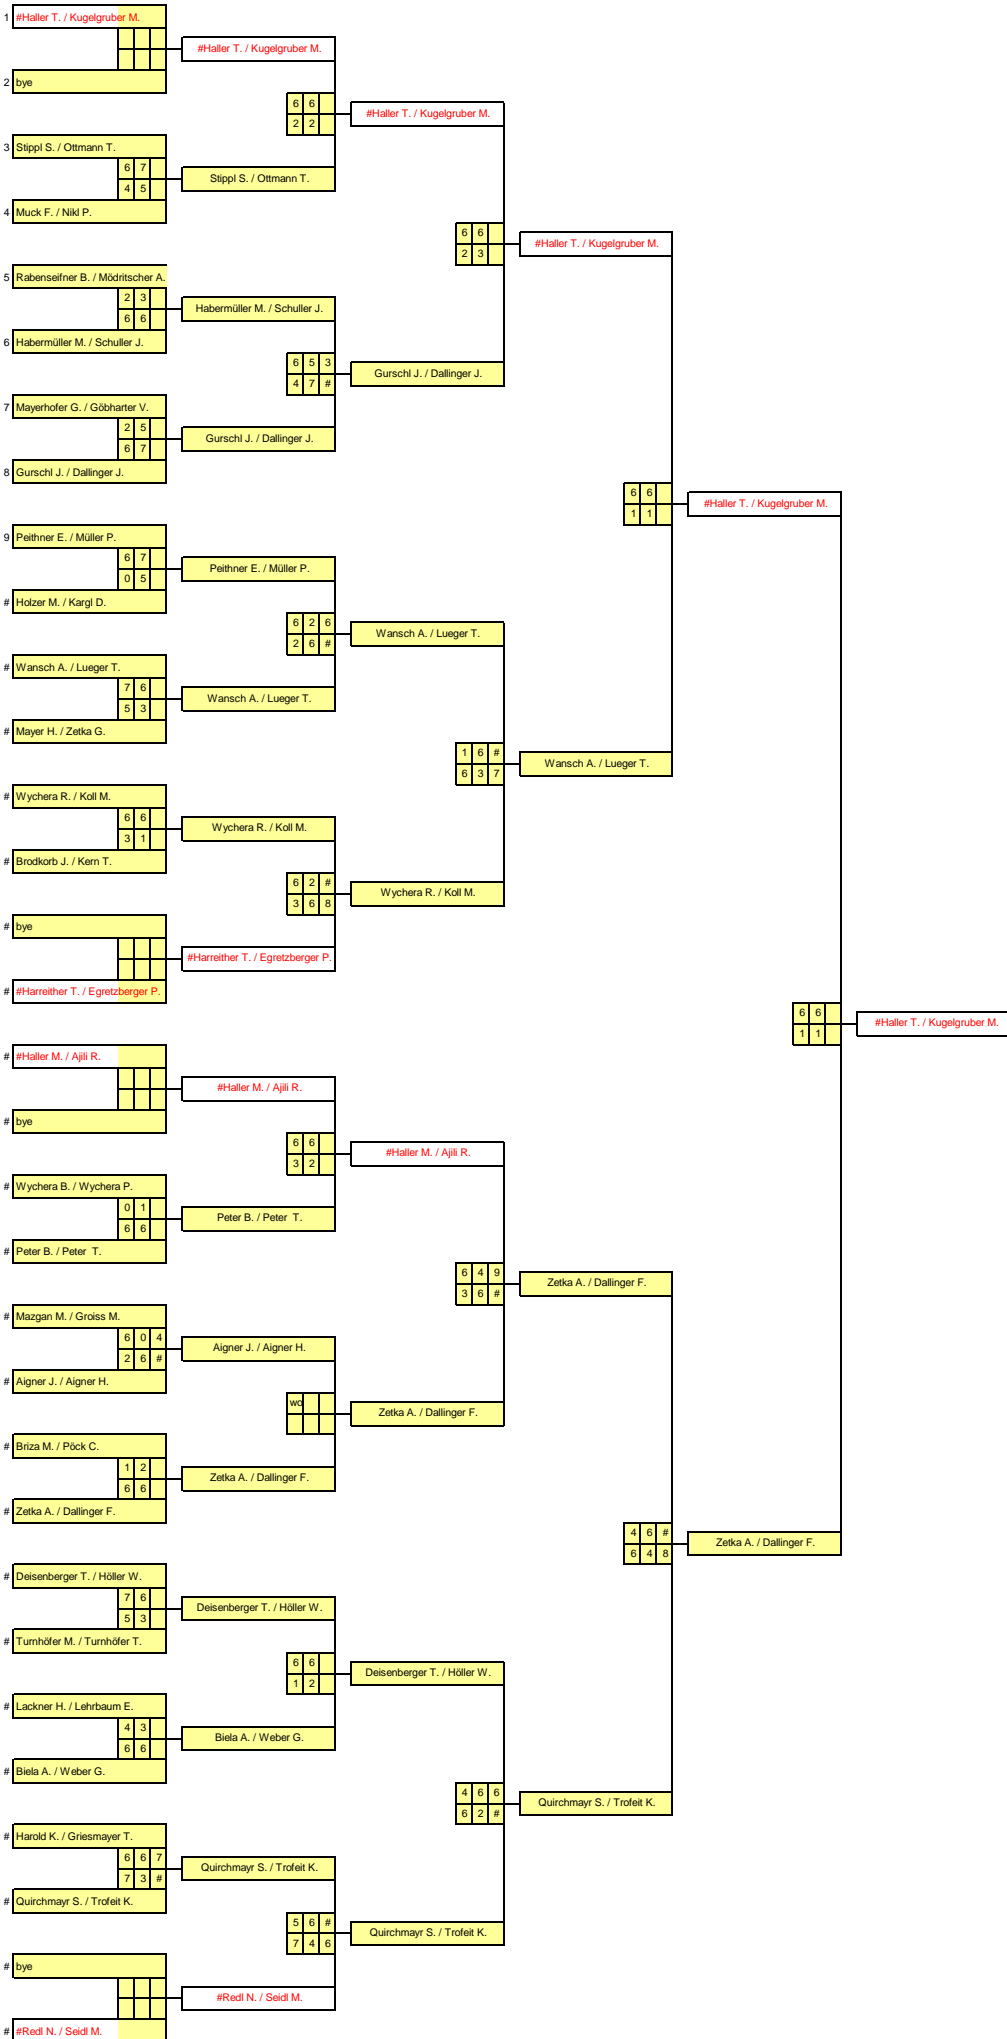 1 #Haller T. / Kugelgruber M.
#Haller T. / Kugelgruber M.
2 bye
6 6
2 2
#Haller T. / Kugelgruber M.
3 Stippl S. / Ottmann T.
6 7
4 5
Stippl S. / Ottmann T.
4 Muck F. / Nikl P.
6 6
2 3
#Haller T. / Kugelgruber M.
5 Rabenseifner B. / Mödritscher A.
2 3
6 6
Habermüller M. / Schuller J.
6 Habermüller M. / Schuller J.
6 5 3
4 7 #
Gurschl J. / Dallinger J.
7 Mayerhofer G. / Göbharter V.
2 5
6 7
Gurschl J. / Dallinger J.
8 Gurschl J. / Dallinger J.
6 6
1 1
#Haller T. / Kugelgruber M.
9 Peithner E. / Müller P.
6 7
0 5
Peithner E. / Müller P.
# Holzer M. / Kargl D.
6 2 6
2 6 #
Wansch A. / Lueger T.
# Wansch A. / Lueger T.
7 6
5 3
Wansch A. / Lueger T.
# Mayer H. / Zetka G.
1 6 #
6 3 7
Wansch A. / Lueger T.
# Wychera R. / Koll M.
6 6
3 1
Wychera R. / Koll M.
# Brodkorb J. / Kern T.
6 2 #
3 6 8
Wychera R. / Koll M.
# bye
#Harreither T. / Egretzberger P.
# #Harreither T. / Egretzberger P.
6 6
1 1
#Haller T. / Kugelgruber M.
# #Haller M. / Ajili R.
#Haller M. / Ajili R.
# bye
6 6
3 2
#Haller M. / Ajili R.
# Wychera B. / Wychera P.
0 1
6 6
Peter B. / Peter  T.
# Peter B. / Peter  T.
6 4 9
3 6 #
Zetka A. / Dallinger F.
# Mazgan M. / Groiss M.
6 0 4
2 6 #
Aigner J. / Aigner H.
# Aigner J. / Aigner H.
wo
Zetka A. / Dallinger F.
# Briza M. / Pöck C.
1 2
6 6
Zetka A. / Dallinger F.
# Zetka A. / Dallinger F.
4 6 #
6 4 8
Zetka A. / Dallinger F.
# Deisenberger T. / Höller W.
7 6
5 3
Deisenberger T. / Höller W.
# Turnhöfer M. / Turnhöfer T.
6 6
1 2
Deisenberger T. / Höller W.
# Lackner H. / Lehrbaum E.
4 3
6 6
Biela A. / Weber G.
# Biela A. / Weber G.
4 6 6
6 2 #
Quirchmayr S. / Trofeit K.
# Harold K. / Griesmayer T.
6 6 7
7 3 #
Quirchmayr S. / Trofeit K.
# Quirchmayr S. / Trofeit K.
5 6 #
7 4 6
Quirchmayr S. / Trofeit K.
# bye
#Redl N. / Seidl M.
# #Redl N. / Seidl M.